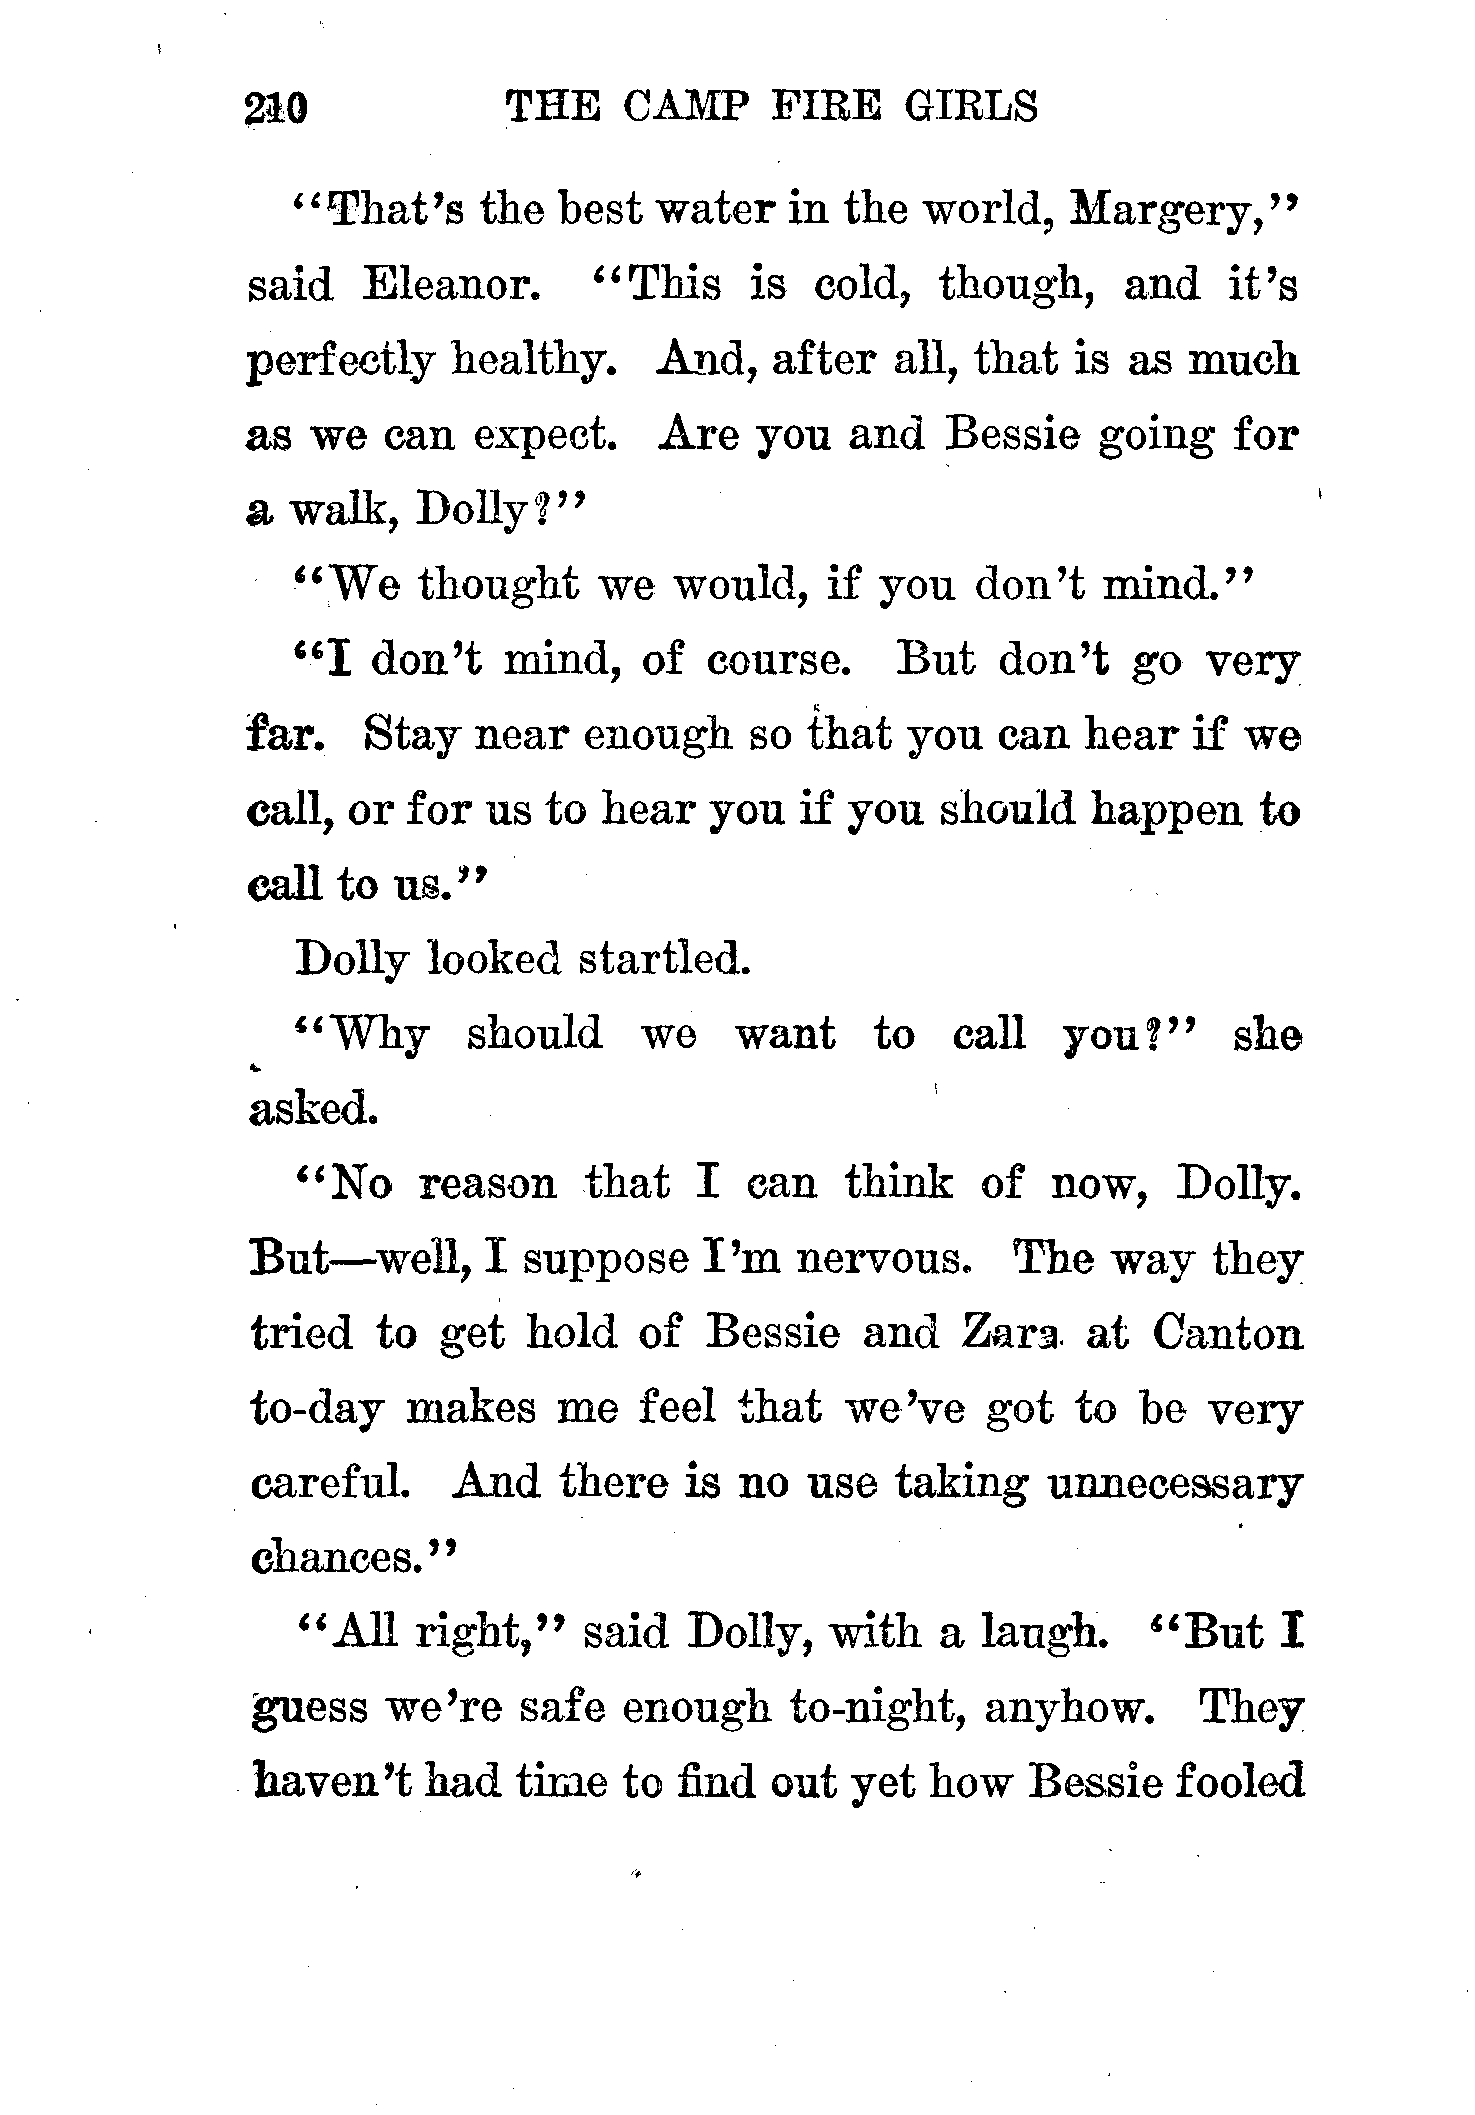 210 THE CAMP FIRE GIRLS
"That's the best water in the world, Margery,"
said Eleanor. "This is cold, though, and it's
perfectly healthy. And, after all, that is as much
as we can expect. Are you and Bessie going for
a walk, Dolly?"
"We thought we would, if you don't mind."
"I don't mind, of course. But don't go very
far. Stay near enough so that you can hear if we
call, or for us to hear you if you should happen to
call to us."
Dolly looked startled.
"Why should we want to call you?" she
asked.
"No reason that I can think of now, Dolly.
But—well, I suppose I'm nervous. The way they
tried to get hold of Bessie and Zara at Canton
to-day makes me feel that we've got to be very
careful. And there is no use taking unnecessary
chances."
"All right," said Dolly, with a laugh. "But I
guess we're safe enough to-night, anyhow. They
haven't had time to find out yet how Bessie fooled